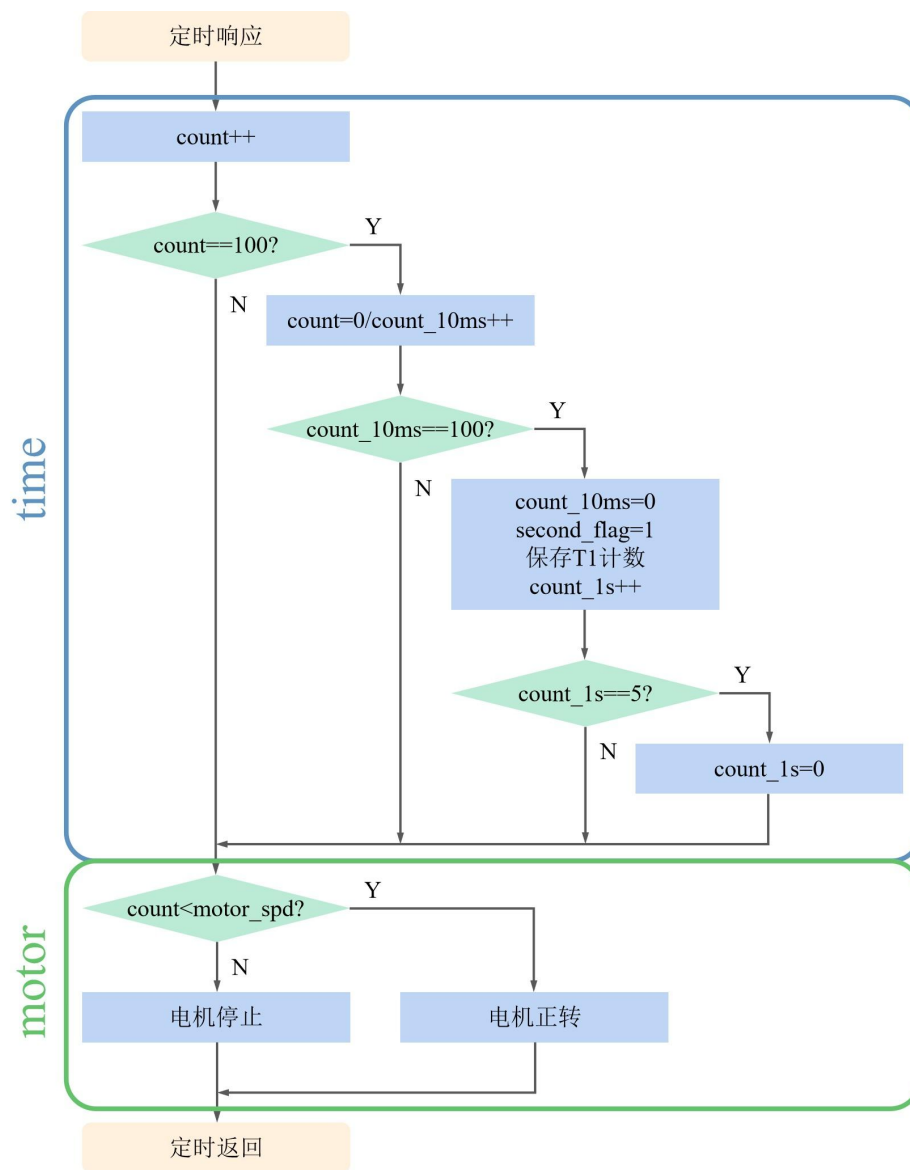 定时响应
count++
count==100?
Y
N
count=0/count_10ms++
count_10ms==100?
Y
N
count_10ms=0
second_flag=1
保存T1计数
count_1s++
count_1s==5?
Y
N
count_1s=0
time
count<motor_spd?
Y
N
电机停止
电机正转
motor
定时返回